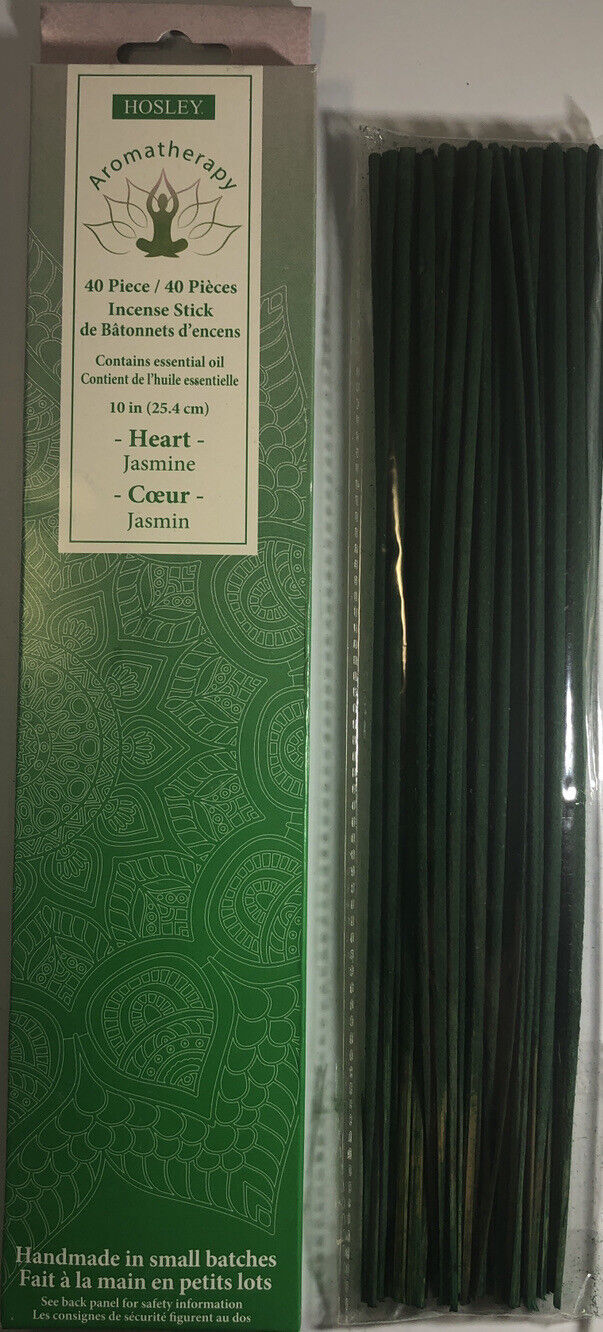 HOSLEY
Aromatherapy
40 Piece / 40 Pièces
Incense Stick
de Bâtonnets d'encens
Contains essential oil
Contient de l'huile essentielle
10 in (25.4 cm)
- Heart -
Jasmine
- Cœur -
Jasmin
Handmade in small batches
Fait à la main en petits lots
See back panel for safety information
Les consignes de sécurité figurent au dos